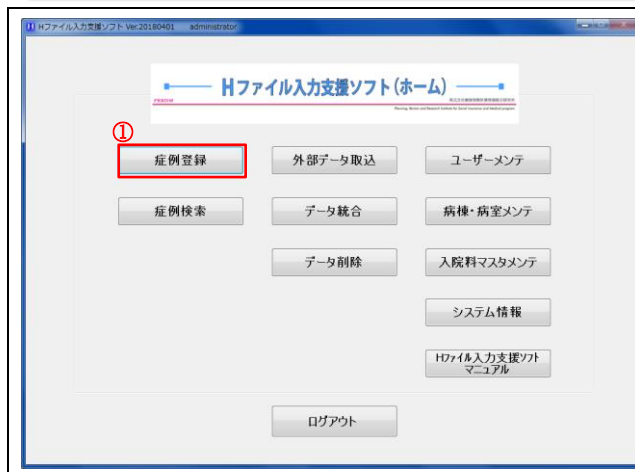 Hファイル入力支援ソフト Ver.20180401 administrator
Hファイル入力支援ソフト(ホーム)
PRRISM
①
症例登録 外部データ取込 ユーザーメンテ
症例検索 データ統合 病棟・病室メンテ
データ削除 入院料マスタメンテ
システム情報
Hファイル入力支援ソフト
マニュアル
ログアウト